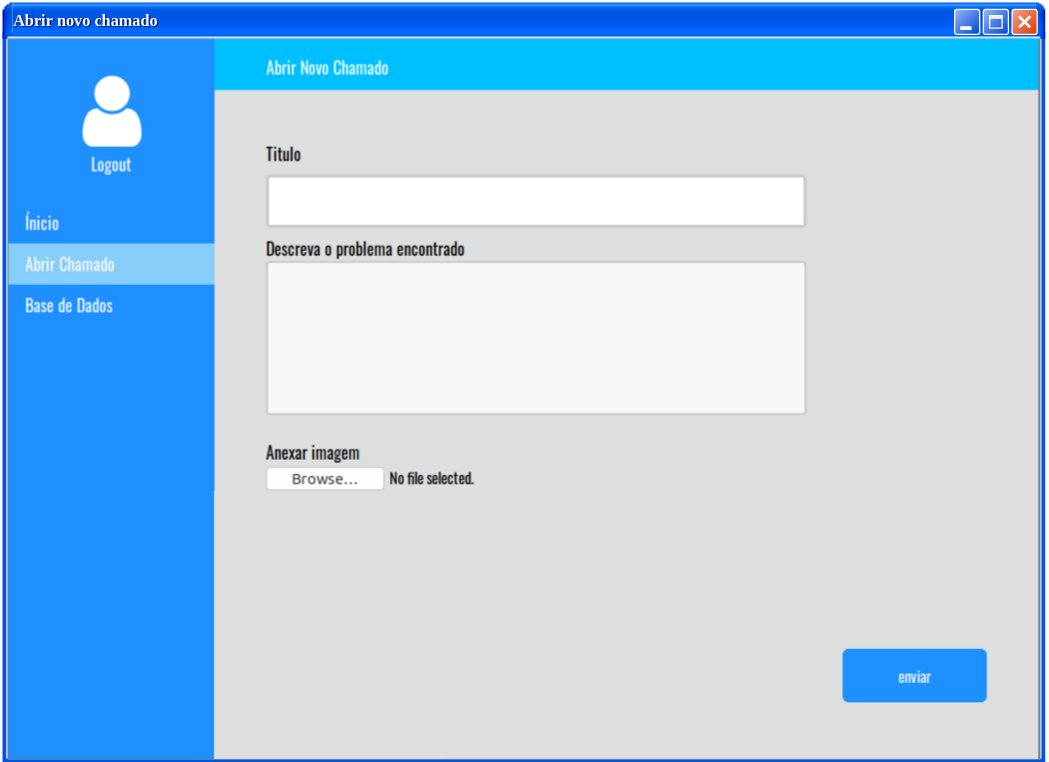 Abrir novo chamado
Abrir Novo Chamado
Logout
Ínicio
Abrir Chamado
Base de Dados
Titulo
Descreva o problema encontrado
Anexar imagem
Browse... No file selected.
enviar